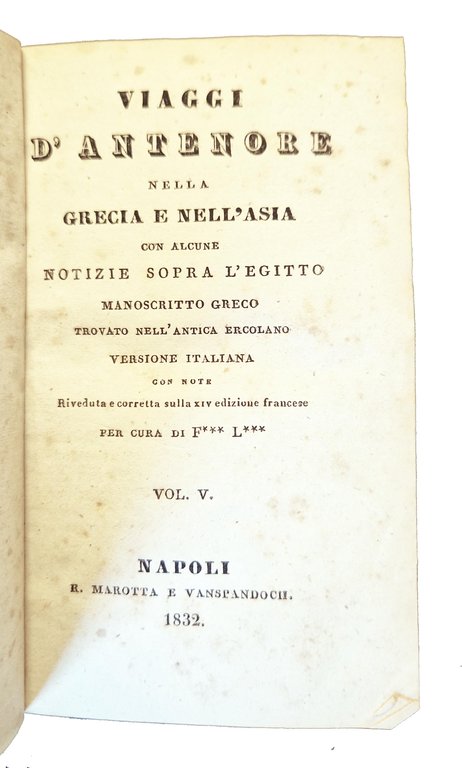 VIAGGI
D'ANTENORE
NELLA
GRECIA E NELL'ASIA
CON ALCUNE
NOTIZIE SOPRA L'EGITTO
MANOSCRITTO GRECO
TROVATO NELL'ANTICA ERCOLANO
VERSIONE ITALIANA
CON NOTE
Riveduta e corretta sulla XIV edizione francese
PER CURA DI F*** L***
VOL. V.
NAPOLI
R. MAROTTA E VANSPANDOCH.
1832.